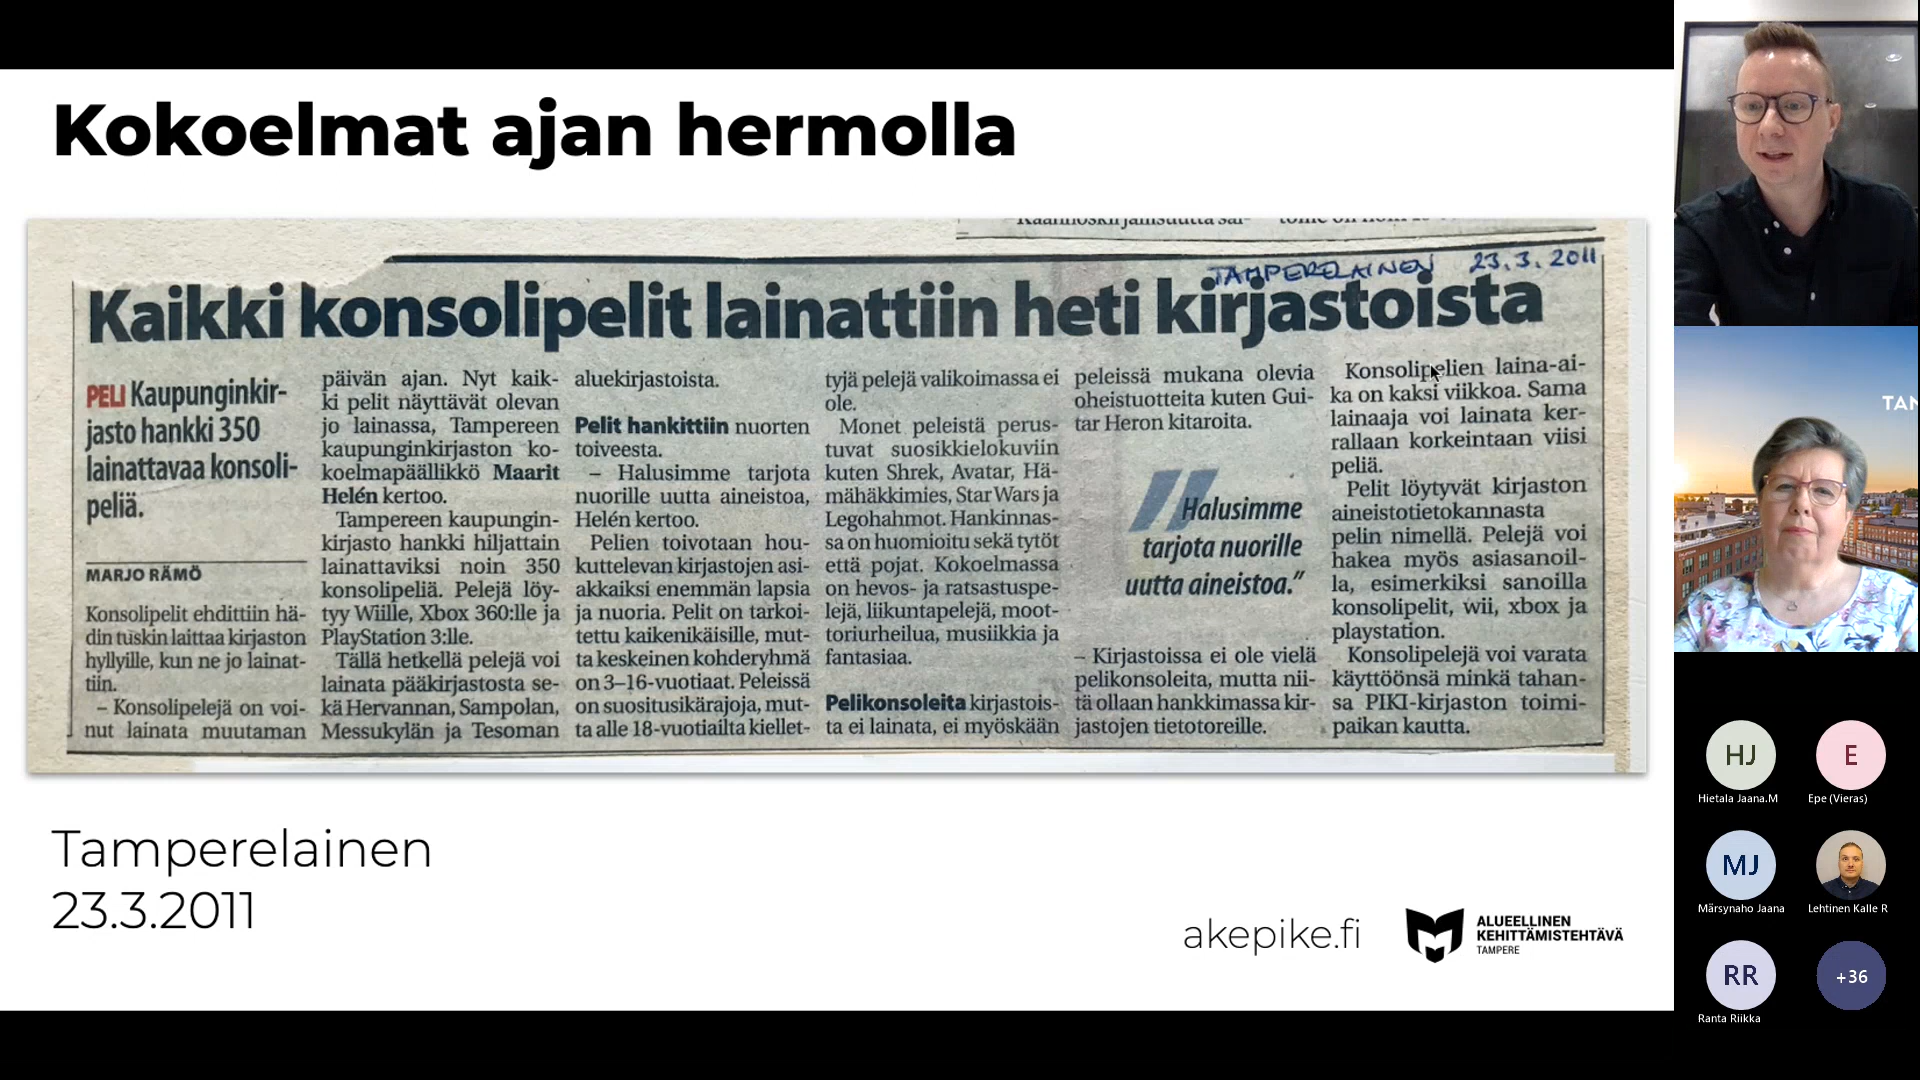 Kokoelmat ajan hermolla
TAMPERELAINEN 23.3.2011
Kaikki konsolipelit lainattiin heti kirjastoista
PELI Kaupunginkir-
jasto hankki 350
lainattavaa konsoli-
peliä.
MARJO RÄMÖ
Konsolipelit ehdittiin hä-
din tuskin laittaa kirjaston
hyllyille, kun ne jo lainat-
tiin.
– Konsolipelejä on voi-
nut lainata muutaman
päivän ajan. Nyt kaik-
ki pelit näyttävät olevan
jo lainassa, Tampereen
kaupunginkirjaston ko-
koelmapäällikkö Maarit
Helén kertoo.
Tampereen kaupungin-
kirjasto hankki hiljattain
lainattaviksi noin 350
konsolipeliä. Pelejä löy-
tyy Wiille, Xbox 360:lle ja
PlayStation 3:lle.
Tällä hetkellä pelejä voi
lainata pääkirjastosta se-
kä Hervannan, Sampolan,
Messukylän ja Tesoman
aluekirjastoista.
Pelit hankittiin nuorten
toiveesta.
– Halusimme tarjota
nuorille uutta aineistoa,
Helén kertoo.
Pelien toivotaan hou-
kuttelevan kirjastojen asi-
akkaiksi enemmän lapsia
ja nuoria. Pelit on tarkoi-
tettu kaikenikäisille, mut-
ta keskeinen kohderyhmä
on 3–16-vuotiaat. Peleissä
on suositusikärajoja, mut-
ta alle 18-vuotiailta kiellet-
tyjä pelejä valikoimassa ei
ole.
Monet peleistä perus-
tuvat suosikkielokuviin
kuten Shrek, Avatar, Hä-
mähäkkimies, Star Wars ja
Legohahmot. Hankinnas-
sa on huomioitu sekä tytöt
että pojat. Kokoelmassa
on hevos- ja ratsastuspe-
lejä, liikuntapelejä, moot-
toriurheilua, musiikkia ja
fantasiaa.
Pelikonsoleita kirjastois-
ta ei lainata, ei myöskään
peleissä mukana olevia
oheistuotteita kuten Gui-
tar Heron kitaroita.
"Halusimme
tarjota nuorille
uutta aineistoa."
– Kirjastoissa ei ole vielä
pelikonsoleita, mutta nii-
tä ollaan hankkimassa kir-
jastojen tietotoreille.
Konsolipelien laina-ai-
ka on kaksi viikkoa. Sama
lainaaja voi lainata ker-
rallaan korkeintaan viisi
peliä.
Pelit löytyvät kirjaston
aineistotietokannasta
pelin nimellä. Pelejä voi
hakea myös asiasanoil-
la, esimerkiksi sanoilla
konsolipelit, wii, xbox ja
playstation.
Konsolipelejä voi varata
käyttöönsä minkä tahan-
sa PIKI-kirjaston toimi-
paikan kautta.
Tamperelainen
23.3.2011
akepike.fi
ALUEELLINEN
KEHITTÄMISTEHTÄVÄ
TAMPERE
TAM
HJ
Hietala Jaana.M
E
Epe (Vieras)
MJ
Märsynaho Jaana
Lehtinen Kalle R
RR
Ranta Riikka
+36